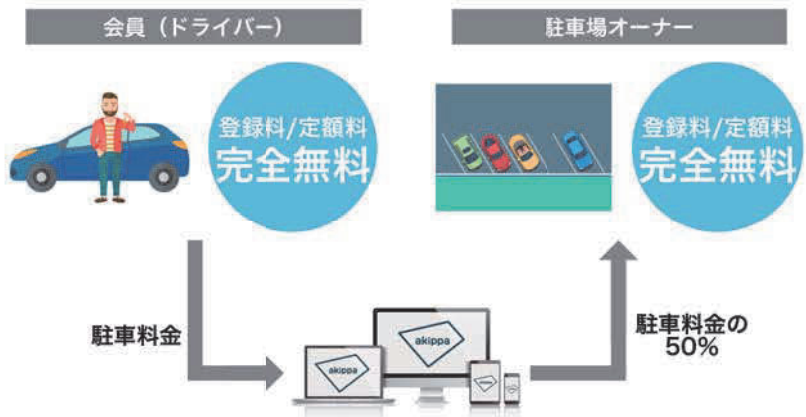 会員（ドライバー）
駐車場オーナー
登録料/定額料
完全無料
登録料/定額料
完全無料
駐車料金
駐車料金の
50%
akippa
akippa